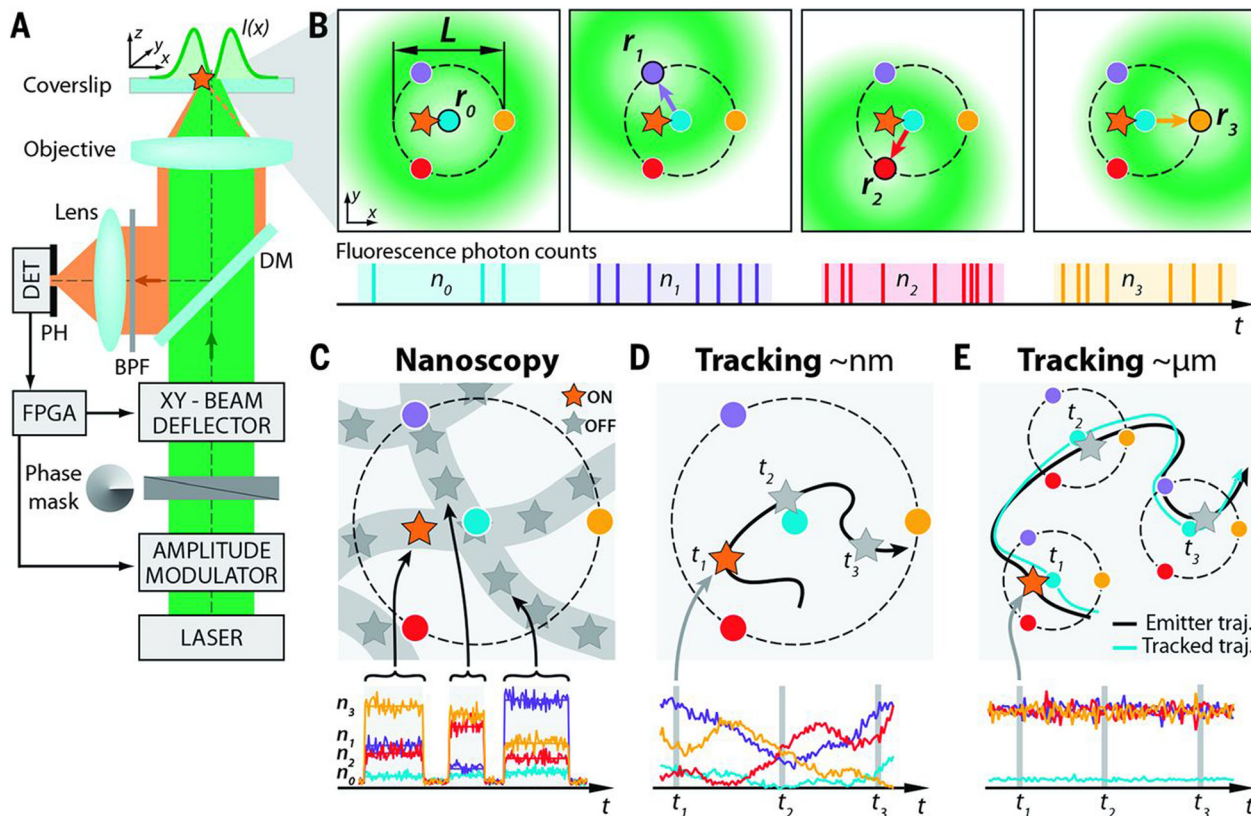 A
z
y
x
I(x)
Coverslip
Objective
Lens
DM
DET
PH
BPF
FPGA
XY - BEAM
DEFLECTOR
Phase
mask
AMPLITUDE
MODULATOR
LASER
B
L
r0
y
x
r1
r2
r3
Fluorescence photon counts
n0
n1
n2
n3
t
C
Nanoscopy
ON
OFF
n3
n1
n2
n0
t
D
Tracking ~nm
t1
t2
t3
t1
t2
t3
t
E
Tracking ~μm
t2
t1
t3
Emitter traj.
Tracked traj.
t1
t2
t3
t